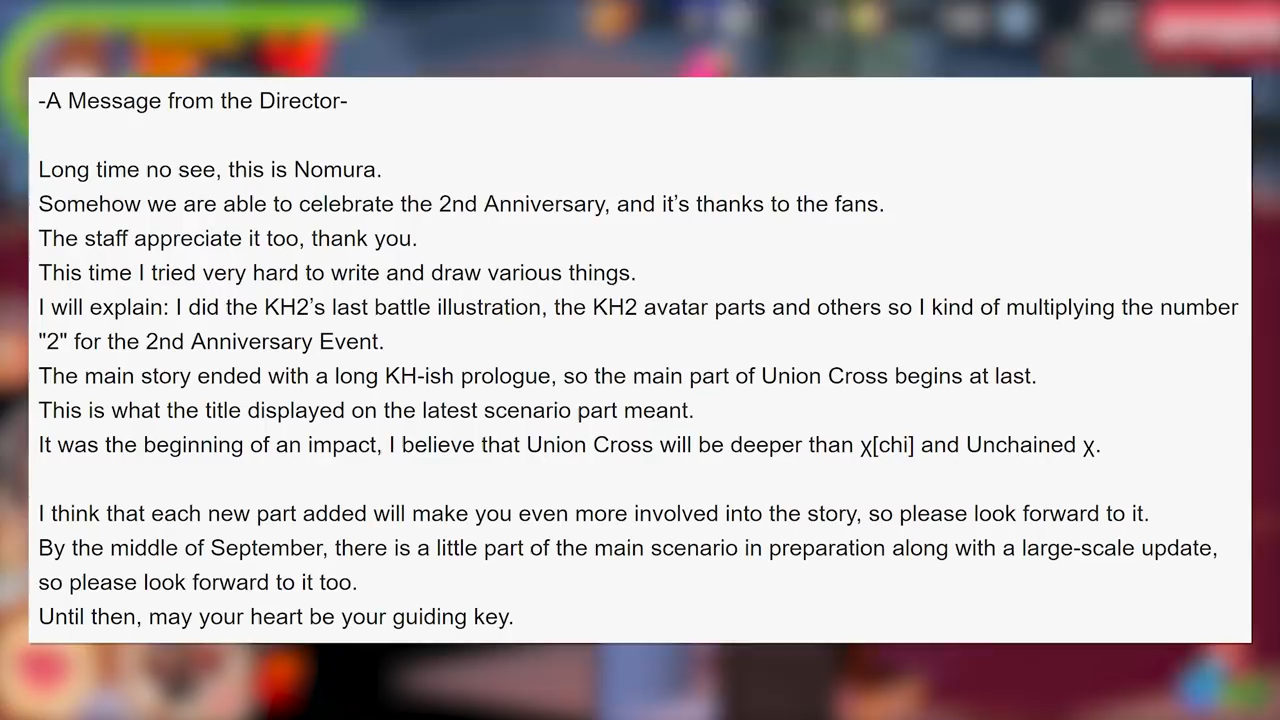 -A Message from the Director-
Long time no see, this is Nomura.
Somehow we are able to celebrate the 2nd Anniversary, and it’s thanks to the fans.
The staff appreciate it too, thank you.
This time I tried very hard to write and draw various things.
I will explain: I did the KH2’s last battle illustration, the KH2 avatar parts and others so I kind of multiplying the number
"2" for the 2nd Anniversary Event.
The main story ended with a long KH-ish prologue, so the main part of Union Cross begins at last.
This is what the title displayed on the latest scenario part meant.
It was the beginning of an impact, I believe that Union Cross will be deeper than χ[chi] and Unchained χ.
I think that each new part added will make you even more involved into the story, so please look forward to it.
By the middle of September, there is a little part of the main scenario in preparation along with a large-scale update,
so please look forward to it too.
Until then, may your heart be your guiding key.